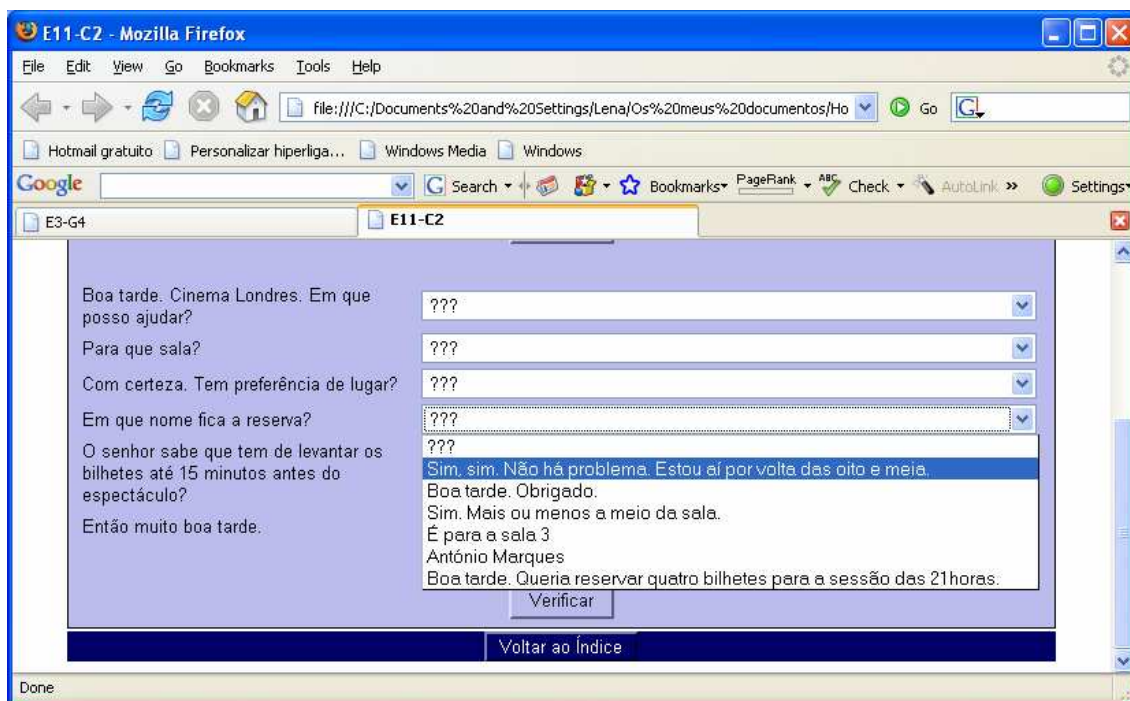 E11-C2 - Mozilla Firefox
File Edit View Go Bookmarks Tools Help
file:///C:/Documents%20and%20Settings/Lena/Os%20meus%20documentos/Ho Go G
Hotmail gratuito Personalizar hiperliga... Windows Media Windows
Google G Search Bookmarks PageRank ABC Check AutoLink » Settings
E3-G4 E11-C2
Boa tarde. Cinema Londres. Em que
posso ajudar?
???
Para que sala? ???
Com certeza. Tem preferência de lugar? ???
Em que nome fica a reserva? ???
O senhor sabe que tem de levantar os
bilhetes até 15 minutos antes do
espectáculo?
Então muito boa tarde.
???
Sim, sim. Não há problema. Estou aí por volta das oito e meia.
Boa tarde. Obrigado.
Sim. Mais ou menos a meio da sala.
É para a sala 3
António Marques
Boa tarde. Queria reservar quatro bilhetes para a sessão das 21horas.
Verificar
Voltar ao Índice
Done